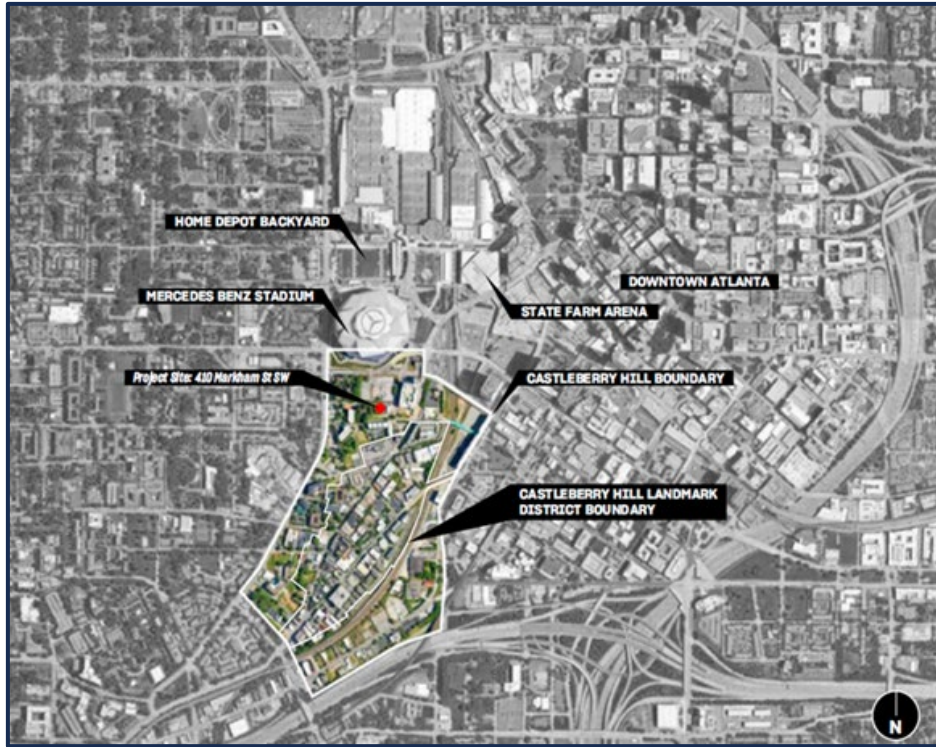 HOME DEPOT BACKYARD
DOWNTOWN ATLANTA
MERCEDES BENZ STADIUM
STATE FARM ARENA
Project Site: 410 Markham St SW
CASTLEBERRY HILL BOUNDARY
CASTLEBERRY HILL LANDMARK
DISTRICT BOUNDARY
N